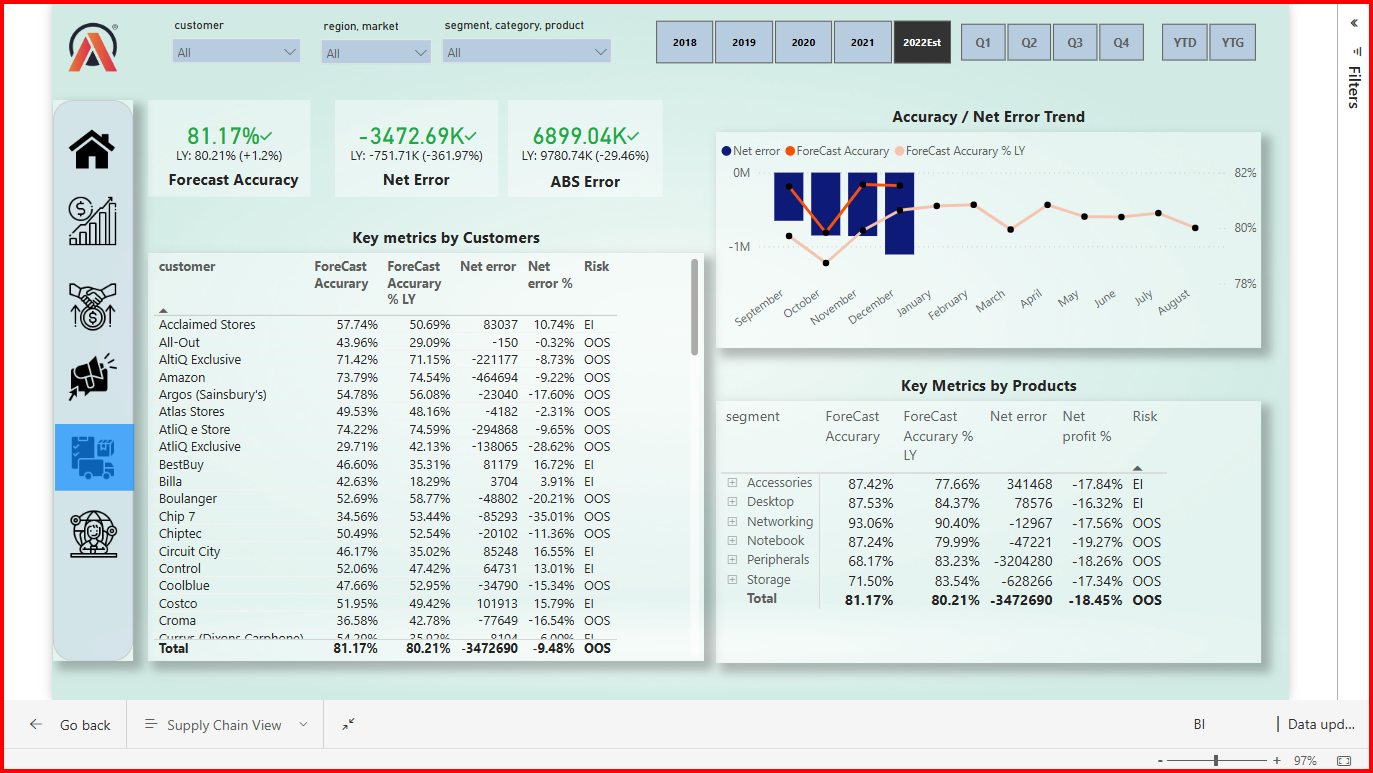 customer
region, market
segment, category, product
All
All
All
2018
2019
2020
2021
2022Est
Q1
Q2
Q3
Q4
YTD
YTG
Filters
81.17%
LY: 80.21% (+1.2%)
Forecast Accuracy
-3472.69K
LY: -751.71K (-361.97%)
Net Error
6899.04K
LY: 9780.74K (-29.46%)
ABS Error
Accuracy / Net Error Trend
Net error ForeCast Accurary ForeCast Accurary % LY
0M
-1M
82%
80%
78%
September
October
November
December
January
February
March
April
May
June
July
August
Key metrics by Customers
customer ForeCast Accurary ForeCast Accurary % LY Net error Net error % Risk
Acclaimed Stores 57.74% 50.69% 83037 10.74% EI
All-Out 43.96% 29.09% -150 -0.32% OOS
AltiQ Exclusive 71.42% 71.15% -221177 -8.73% OOS
Amazon 73.79% 74.54% -464694 -9.22% OOS
Argos (Sainsbury's) 54.78% 56.08% -23040 -17.60% OOS
Atlas Stores 49.53% 48.16% -4182 -2.31% OOS
AtliQ e Store 74.22% 74.59% -294868 -9.65% OOS
AtliQ Exclusive 29.71% 42.13% -138065 -28.62% OOS
BestBuy 46.60% 35.31% 81179 16.72% EI
Billa 42.63% 18.29% 3704 3.91% EI
Boulanger 52.69% 58.77% -48802 -20.21% OOS
Chip 7 34.56% 53.44% -85293 -35.01% OOS
Chiptec 50.49% 52.54% -20102 -11.36% OOS
Circuit City 46.17% 35.02% 85248 16.55% EI
Control 52.06% 47.42% 64731 13.01% EI
Coolblue 47.66% 52.95% -34790 -15.34% OOS
Costco 51.95% 49.42% 101913 15.79% EI
Croma 36.58% 42.78% -77649 -16.54% OOS
Currys (Dixons Carphone) 54.29% 35.92% 8104 6.00% EI
Total 81.17% 80.21% -3472690 -9.48% OOS
Key Metrics by Products
segment ForeCast Accurary ForeCast Accurary % LY Net error Net profit % Risk
Accessories 87.42% 77.66% 341468 -17.84% EI
Desktop 87.53% 84.37% 78576 -16.32% EI
Networking 93.06% 90.40% -12967 -17.56% OOS
Notebook 87.24% 79.99% -47221 -19.27% OOS
Peripherals 68.17% 83.23% -3204280 -18.26% OOS
Storage 71.50% 83.54% -628266 -17.34% OOS
Total 81.17% 80.21% -3472690 -18.45% OOS
Go back
Supply Chain View
BI
Data upd...
- + 97%